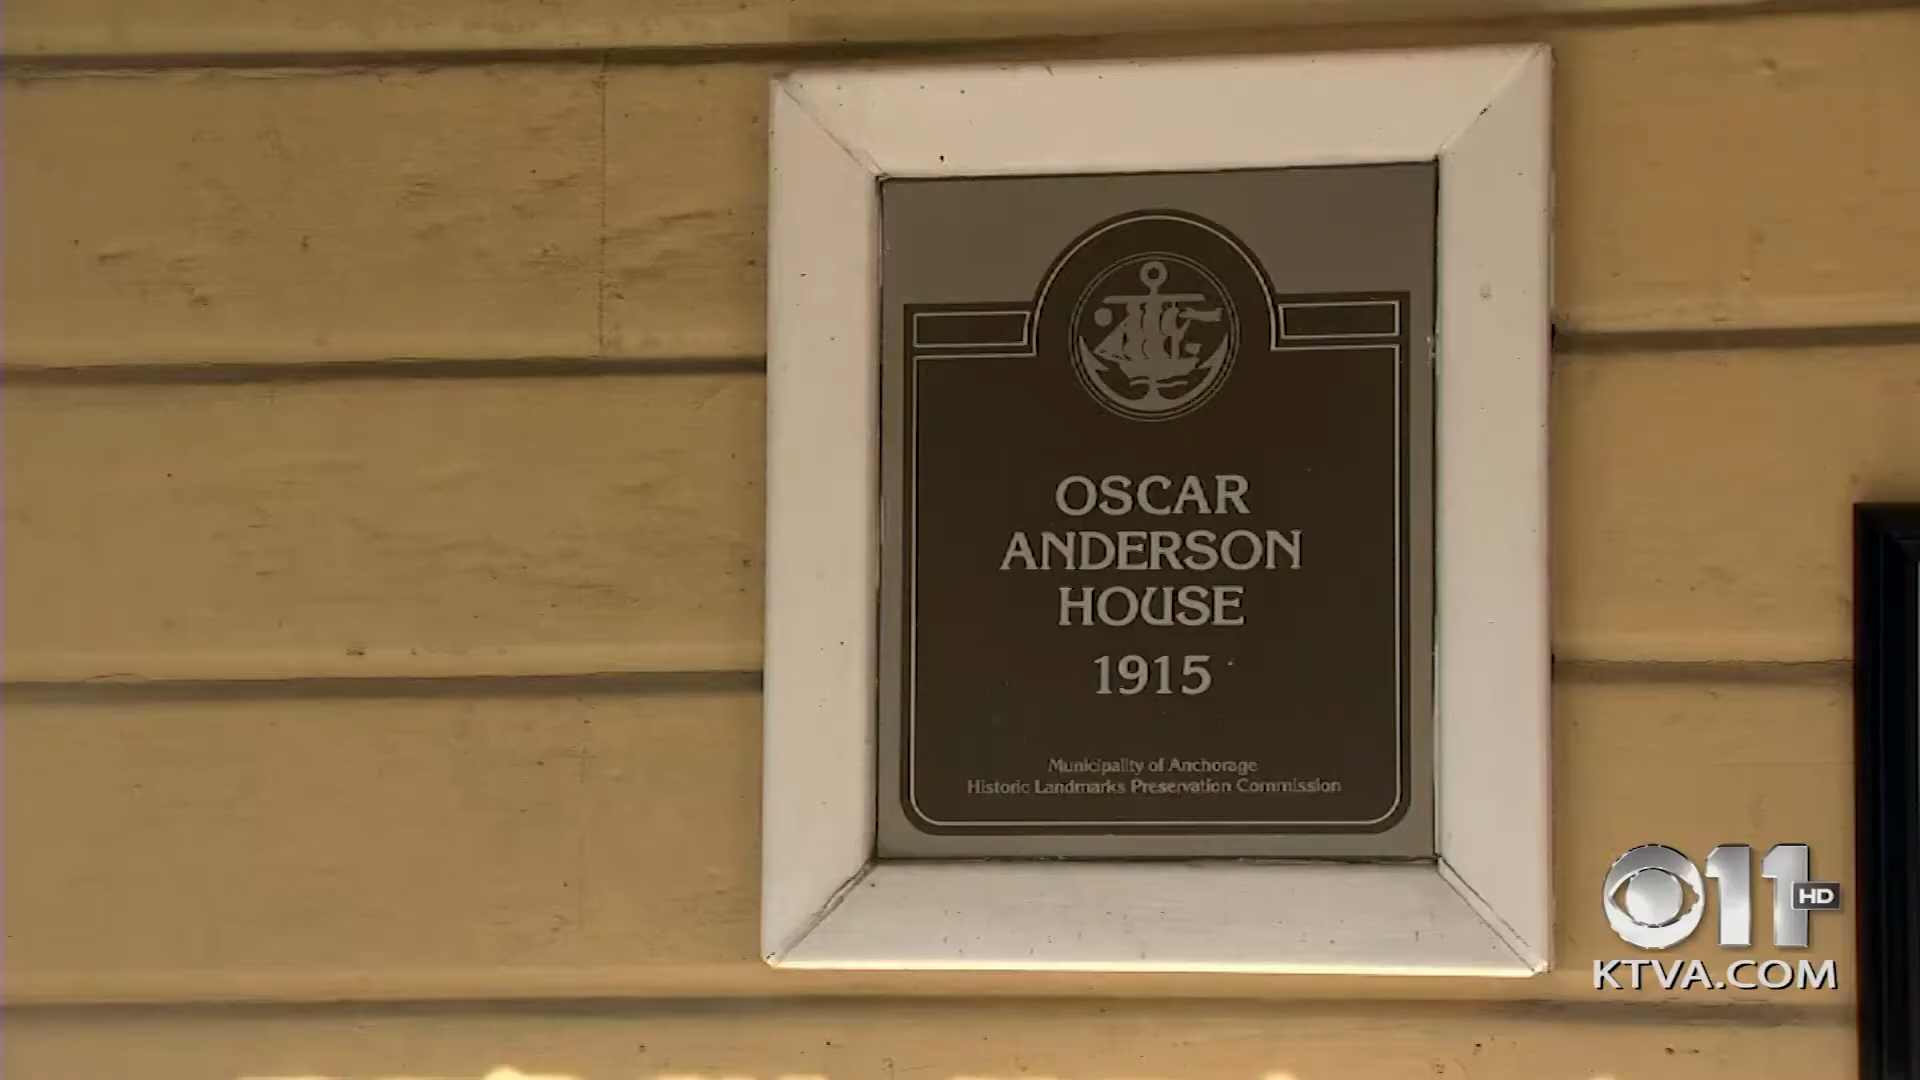 OSCAR
ANDERSON
HOUSE
1915
Municipality of Anchorage
Historic Landmarks Preservation Commission
11 HD
KTVA.COM